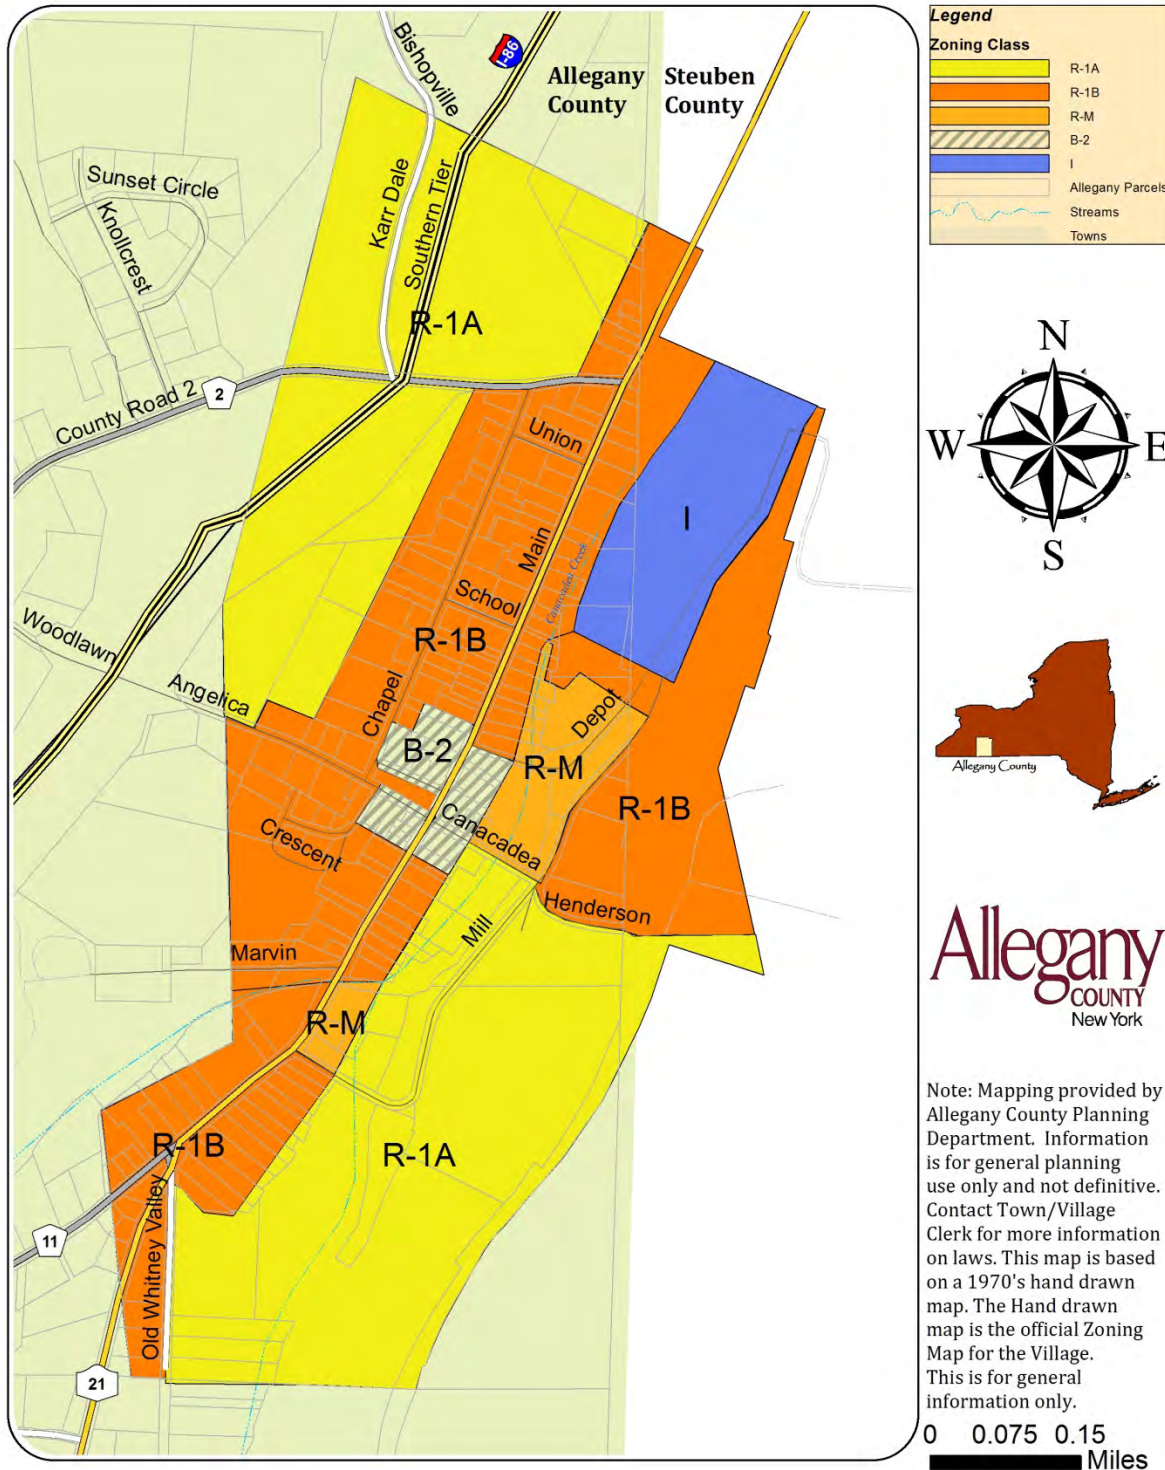 Bishopville
I-86
Allegany
County
Steuben
County
Sunset Circle
Knollcrest
Karr Dale
Southern Tier
R-1A
County Road 2
2
Union
Main
I
School
Canacadea Creek
R-1B
Woodlawn
Angelica
Chapel
B-2
Depot
R-M
R-1B
Crescent
Canacadea
Henderson
Mill
Marvin
R-M
R-1B
R-1A
Old Whitney Valley
11
21
Legend
Zoning Class
R-1A
R-1B
R-M
B-2
I
Allegany Parcels
Streams
Towns
N
W
E
S
Allegany County
Allegany
COUNTY
New York
Note: Mapping provided by
Allegany County Planning
Department. Information
is for general planning
use only and not definitive.
Contact Town/Village
Clerk for more information
on laws. This map is based
on a 1970's hand drawn
map. The Hand drawn
map is the official Zoning
Map for the Village.
This is for general
information only.
0 0.075 0.15
Miles